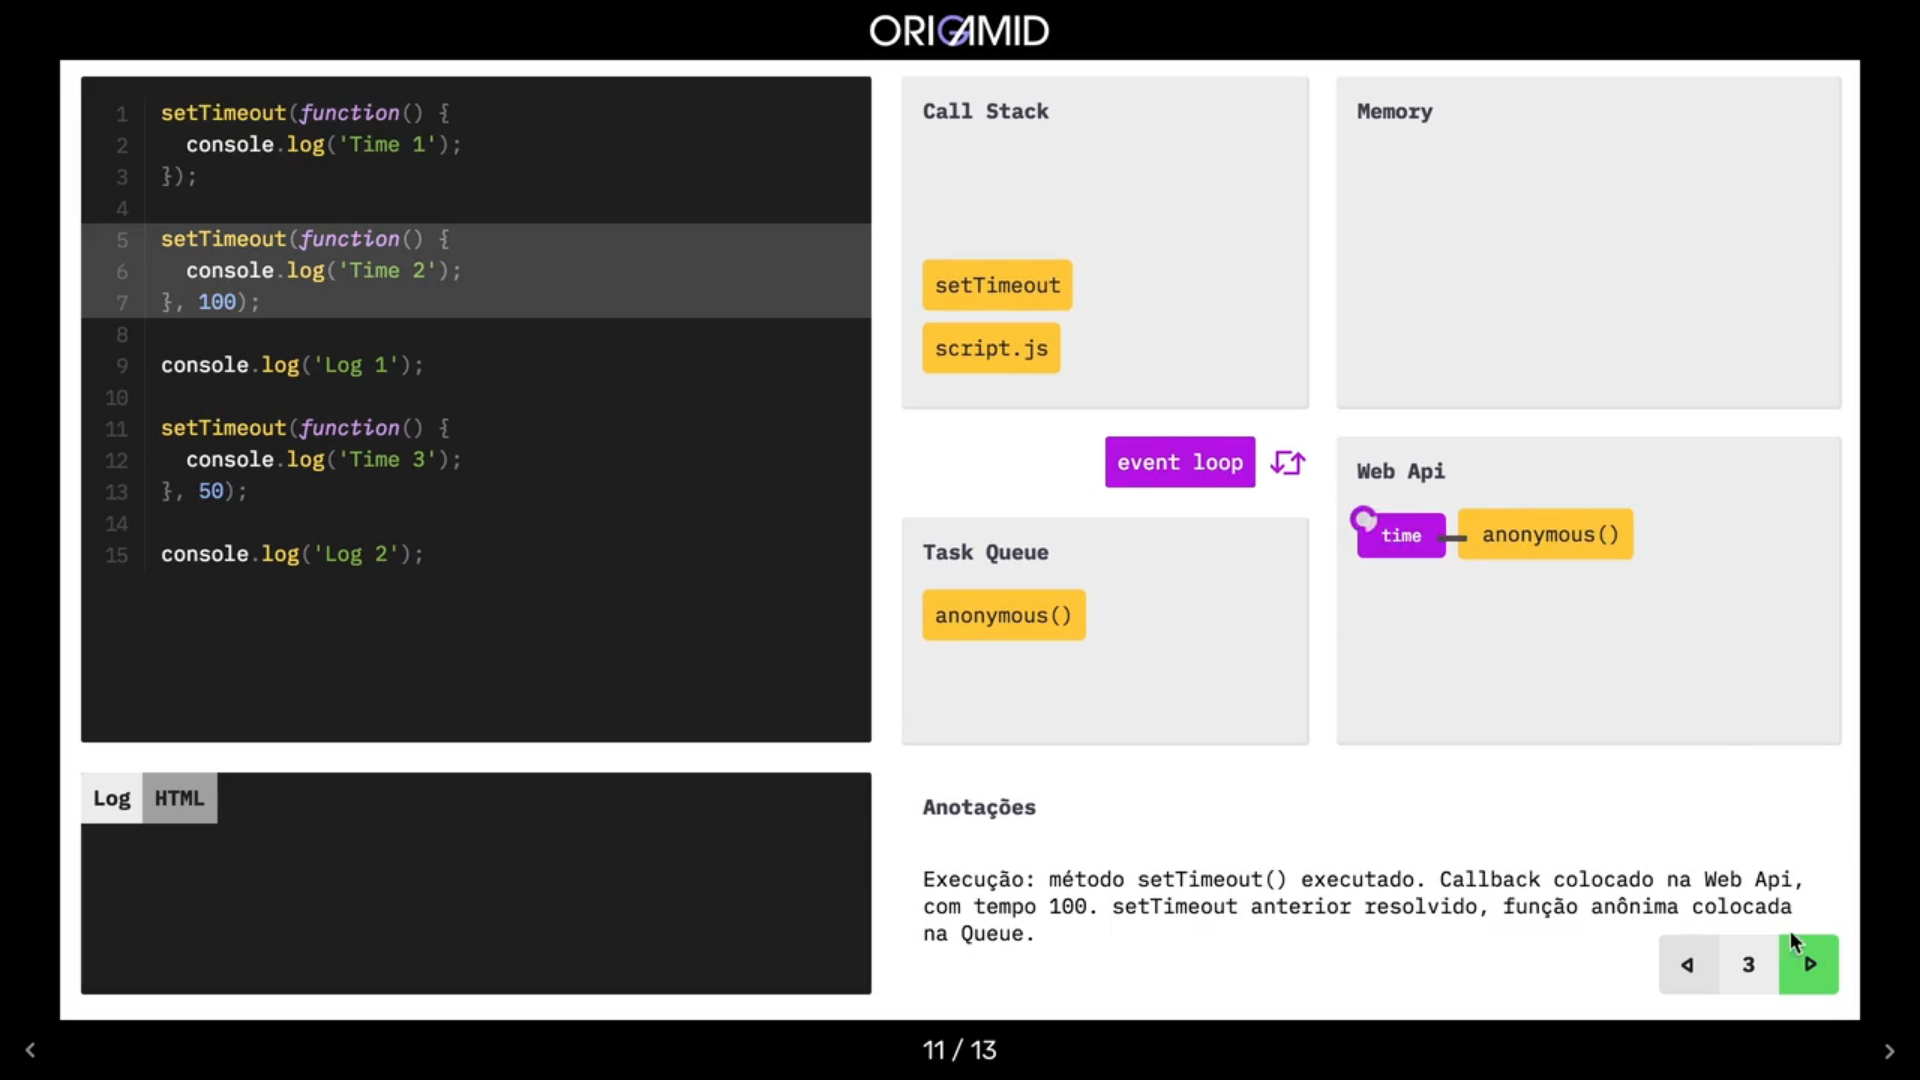 ORIGAMID
1 setTimeout(function() {
2 console.log('Time 1');
3 });
4
5 setTimeout(function() {
6 console.log('Time 2');
7 }, 100);
8
9 console.log('Log 1');
10
11 setTimeout(function() {
12 console.log('Time 3');
13 }, 50);
14
15 console.log('Log 2');
Log HTML
Call Stack
setTimeout
script.js
Memory
event loop
Task Queue
anonymous()
Web Api
time anonymous()
Anotações
Execução: método setTimeout() executado. Callback colocado na Web Api,
com tempo 100. setTimeout anterior resolvido, função anônima colocada
na Queue.
3
11 / 13